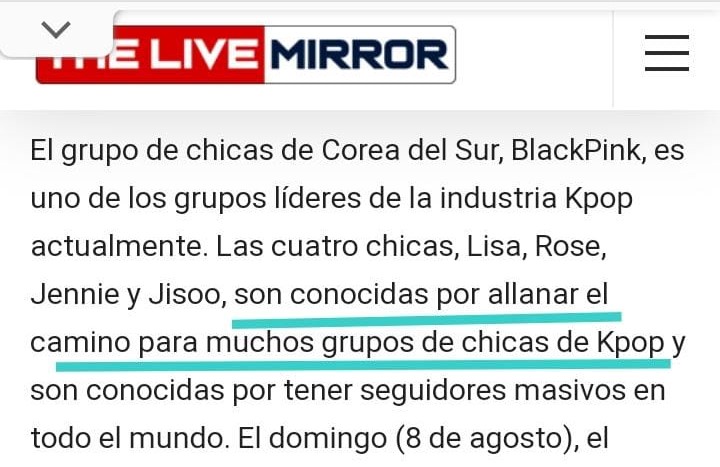 THE LIVE MIRROR
El grupo de chicas de Corea del Sur, BlackPink, es
uno de los grupos líderes de la industria Kpop
actualmente. Las cuatro chicas, Lisa, Rose,
Jennie y Jisoo, son conocidas por allanar el
camino para muchos grupos de chicas de Kpop y
son conocidas por tener seguidores masivos en
todo el mundo. El domingo (8 de agosto), el